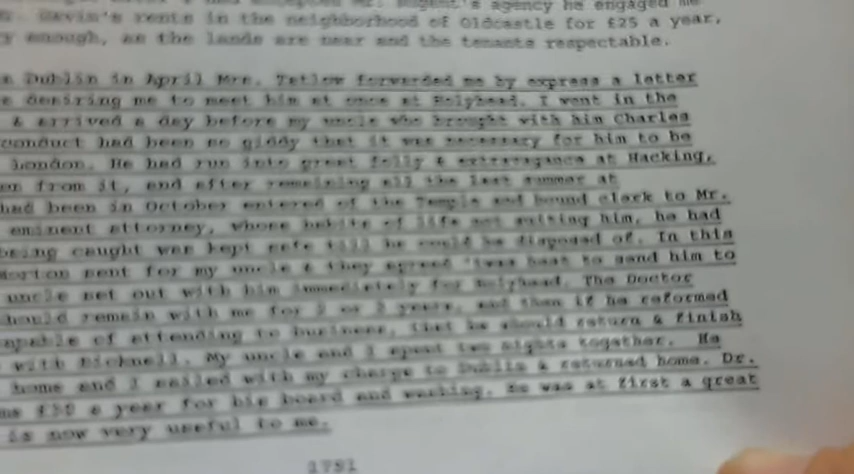 agency he engaged me
rents in the neighborhood of Oldcastle for £25 a year,
enough, as the lands are near and the tenants respectable.
Dublin in April Mrs. Tetlow forwarded me by express a letter
desiring me to meet him at once at Holyhead. I went in the
& arrived a day before my uncle who brought with him Charles
conduct had been so giddy that it was necessary for him to be
London. He had run into great folly & extravagance at Hacking,
from it, and after remaining all the last summer at
had been in October entered of the Temple and bound clerk to Mr.
eminent attorney, whose habits of life not suiting him, he had
being caught was kept safe till he could be disposed of. In this
sent for my uncle & they agreed 'twas best to send him to
uncle set out with him immediately for Holyhead. The Doctor
should remain with me for 2 or 3 years, and then if he reformed
capable of attending to business, that he should return & finish
with Bicknell. My uncle and I spent two nights together. He
home and I sailed with my charge to Dublin & returned home. Dr.
a year for his board and washing. He was at first a great
is now very useful to me.
1791